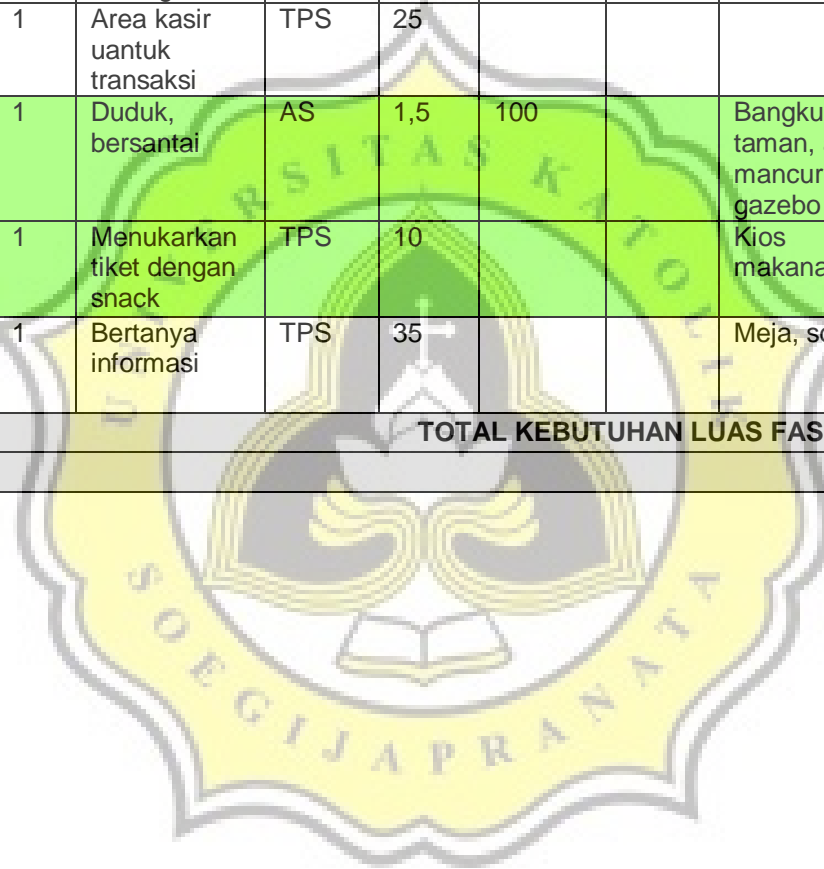 1 Area kasir TPS 25
uantuk
transaksi
1 Duduk, AS 1,5 100 Bangku
bersantai taman,
mancur
gazebo
1 Menukarkan TPS 10 Kios
tiket dengan makana
snack
1 Bertanya TPS 35 Meja, so
informasi
TOTAL KEBUTUHAN LUAS FAS
UNIVERSITAS KATOLIK
SOEGIJAPRANATA